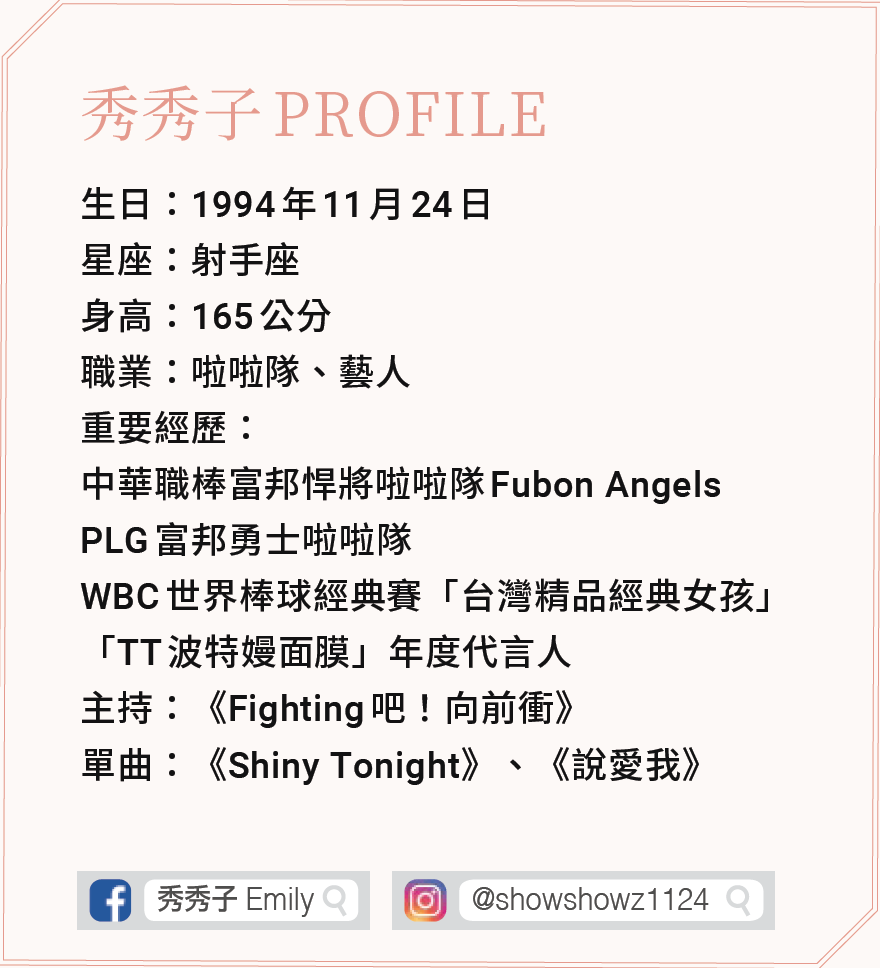 秀秀子 PROFILE
生日：1994年11月24日
星座：射手座
身高：165公分
職業：啦啦隊、藝人
重要經歷：
中華職棒富邦悍將啦啦隊Fubon Angels
PLG富邦勇士啦啦隊
WBC世界棒球經典賽「台灣精品經典女孩」
「TT波特嫚面膜」年度代言人
主持：《Fighting吧！向前衝》
單曲：《Shiny Tonight》、《說愛我》
秀秀子 Emily
@showshowz1124